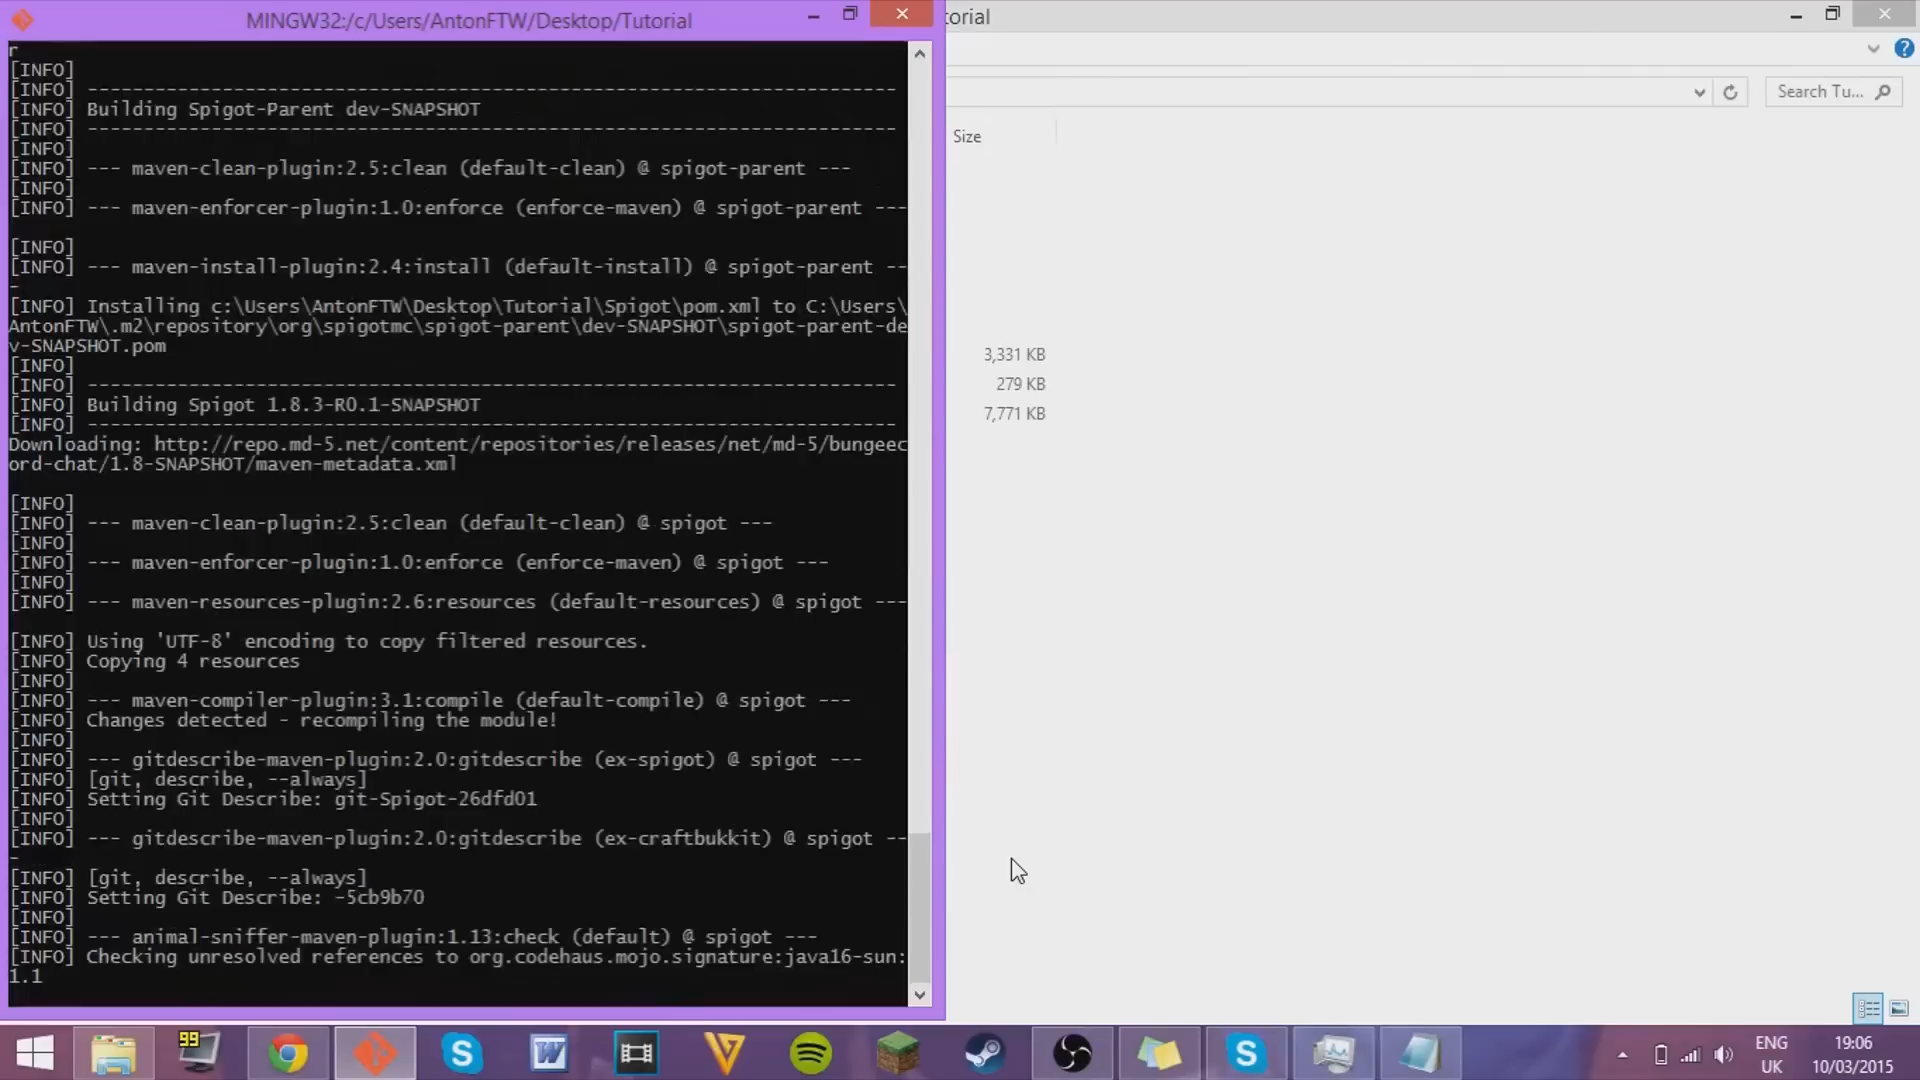 MINGW32:/c/Users/AntonFTW/Desktop/Tutorial
torial
Search Tu...
Size
r
[INFO]
[INFO] ------------------------------------------------------------------------
[INFO] Building Spigot-Parent dev-SNAPSHOT
[INFO] ------------------------------------------------------------------------
[INFO]
[INFO] --- maven-clean-plugin:2.5:clean (default-clean) @ spigot-parent ---
[INFO]
[INFO] --- maven-enforcer-plugin:1.0:enforce (enforce-maven) @ spigot-parent ---
[INFO]
[INFO] --- maven-install-plugin:2.4:install (default-install) @ spigot-parent --
-
[INFO] Installing c:\Users\AntonFTW\Desktop\Tutorial\Spigot\pom.xml to C:\Users\
AntonFTW\.m2\repository\org\spigotmc\spigot-parent\dev-SNAPSHOT\spigot-parent-de
v-SNAPSHOT.pom
[INFO]
[INFO] ------------------------------------------------------------------------
[INFO] Building Spigot 1.8.3-R0.1-SNAPSHOT
[INFO] ------------------------------------------------------------------------
Downloading: http://repo.md-5.net/content/repositories/releases/net/md-5/bungeec
ord-chat/1.8-SNAPSHOT/maven-metadata.xml
[INFO]
[INFO] --- maven-clean-plugin:2.5:clean (default-clean) @ spigot ---
[INFO]
[INFO] --- maven-enforcer-plugin:1.0:enforce (enforce-maven) @ spigot ---
[INFO]
[INFO] --- maven-resources-plugin:2.6:resources (default-resources) @ spigot ---
[INFO] Using 'UTF-8' encoding to copy filtered resources.
[INFO] Copying 4 resources
[INFO]
[INFO] --- maven-compiler-plugin:3.1:compile (default-compile) @ spigot ---
[INFO] Changes detected - recompiling the module!
[INFO]
[INFO] --- gitdescribe-maven-plugin:2.0:gitdescribe (ex-spigot) @ spigot ---
[INFO] [git, describe, --always]
[INFO] Setting Git Describe: git-Spigot-26dfd01
[INFO]
[INFO] --- gitdescribe-maven-plugin:2.0:gitdescribe (ex-craftbukkit) @ spigot --
-
[INFO] [git, describe, --always]
[INFO] Setting Git Describe: -5cb9b70
[INFO]
[INFO] --- animal-sniffer-maven-plugin:1.13:check (default) @ spigot ---
[INFO] Checking unresolved references to org.codehaus.mojo.signature:java16-sun:
1.1
3,331 KB
279 KB
7,771 KB
99
ENG
UK
19:06
10/03/2015